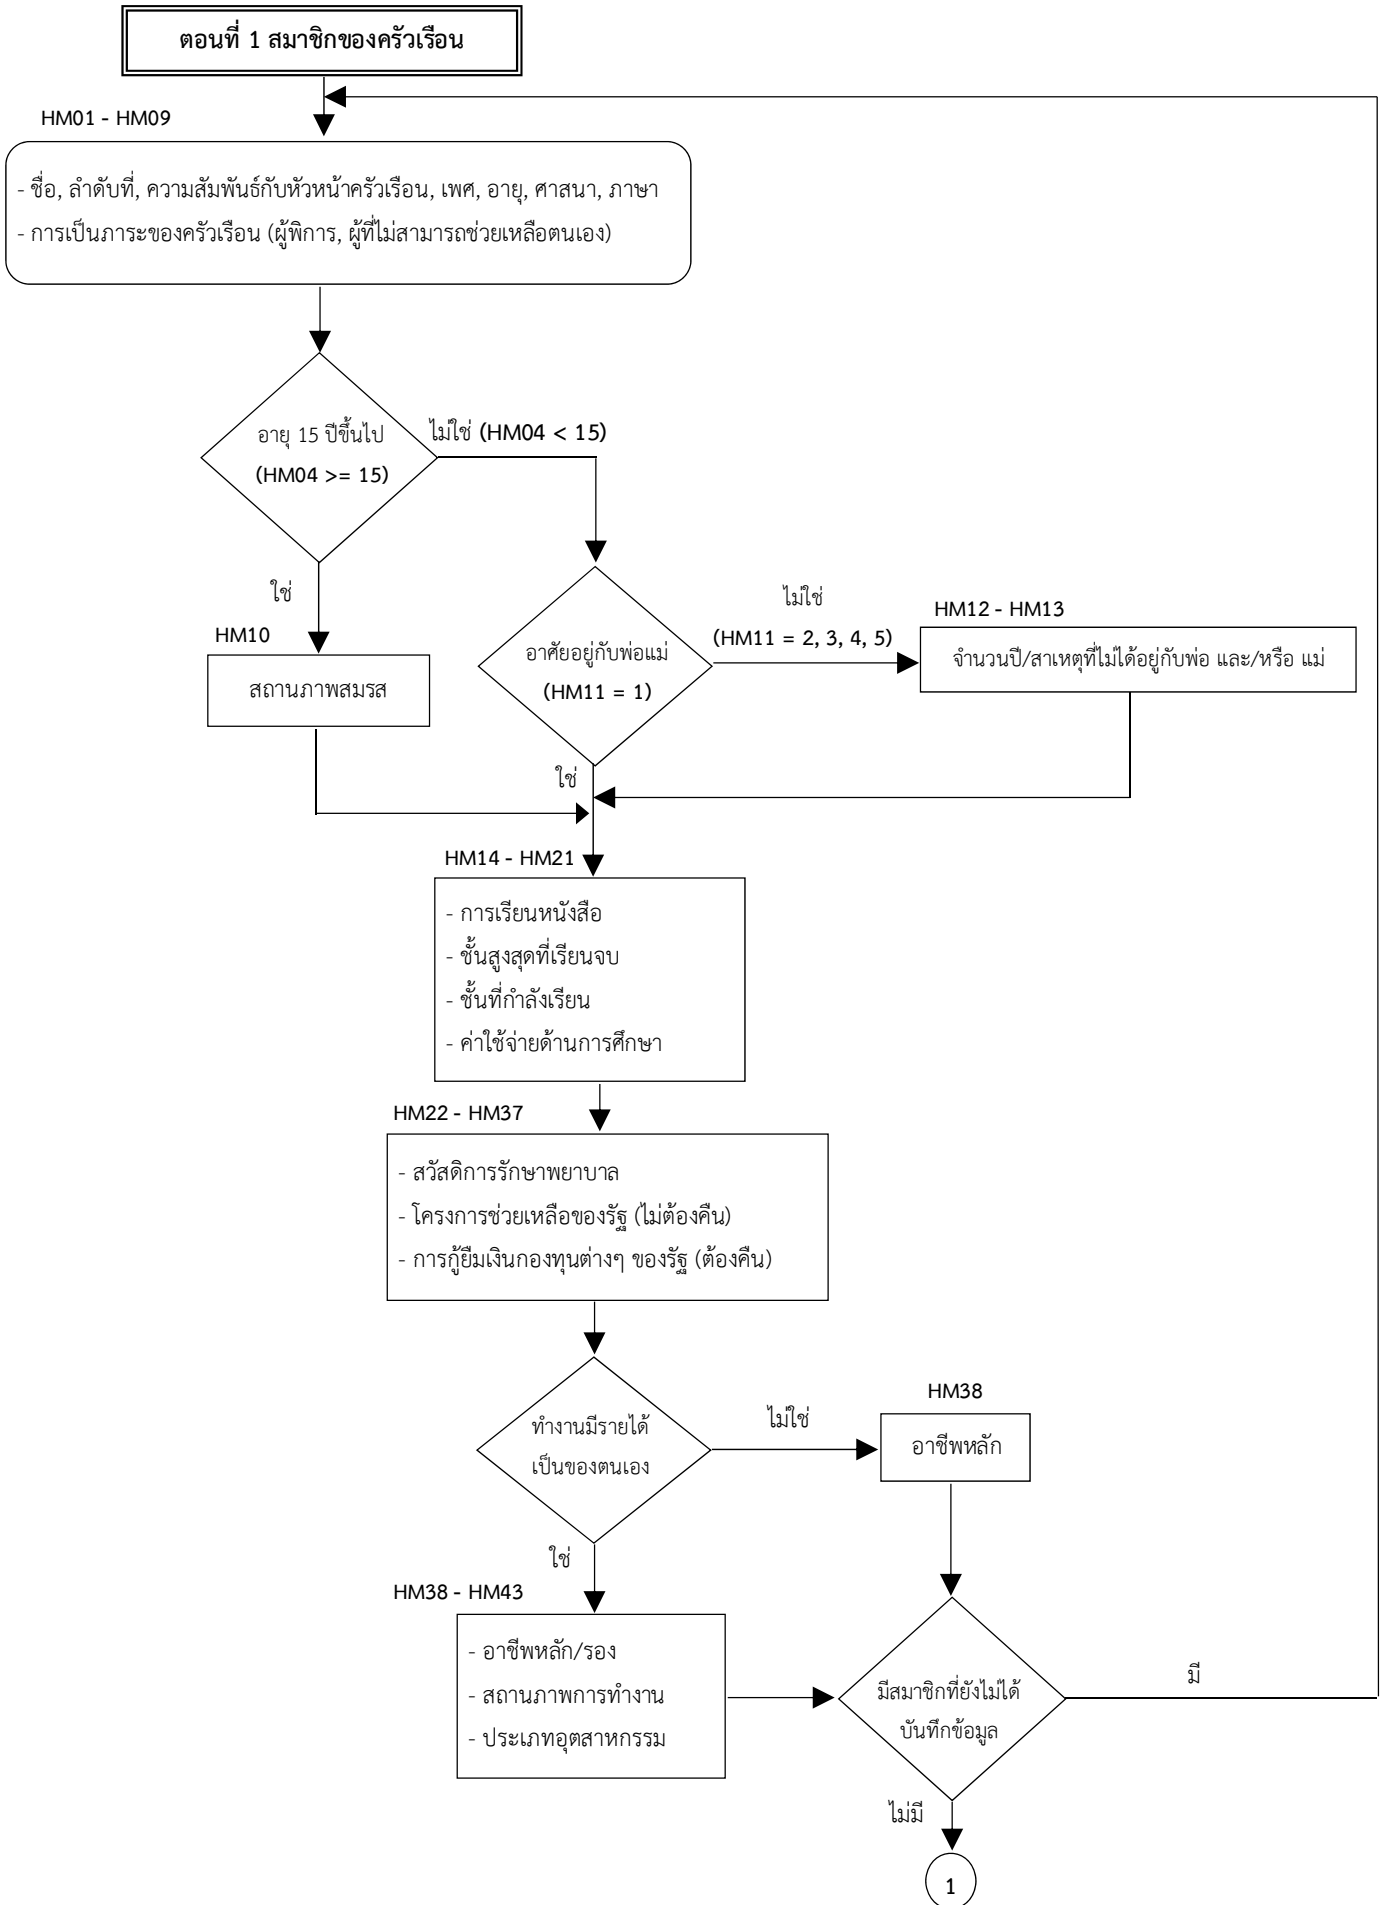 ตอนที่ 1 สมาชิกของครัวเรือน
HM01 - HM09
- ชื่อ, ลำดับที่, ความสัมพันธ์กับหัวหน้าครัวเรือน, เพศ, อายุ, ศาสนา, ภาษา
- การเป็นภาระของครัวเรือน (ผู้พิการ, ผู้ที่ไม่สามารถช่วยเหลือตนเอง)
อายุ 15 ปีขึ้นไป
(HM04 >= 15)
ไม่ใช่ (HM04 < 15)
ใช่
HM10
สถานภาพสมรส
อาศัยอยู่กับพ่อแม่
(HM11 = 1)
ไม่ใช่
(HM11 = 2, 3, 4, 5)
HM12 - HM13
จำนวนปี/สาเหตุที่ไม่ได้อยู่กับพ่อ และ/หรือ แม่
ใช่
HM14 - HM21
- การเรียนหนังสือ
- ชั้นสูงสุดที่เรียนจบ
- ชั้นที่กำลังเรียน
- ค่าใช้จ่ายด้านการศึกษา
HM22 - HM37
- สวัสดิการรักษาพยาบาล
- โครงการช่วยเหลือของรัฐ (ไม่ต้องคืน)
- การกู้ยืมเงินกองทุนต่างๆ ของรัฐ (ต้องคืน)
ทำงานมีรายได้
เป็นของตนเอง
ไม่ใช่
HM38
อาชีพหลัก
ใช่
HM38 - HM43
- อาชีพหลัก/รอง
- สถานภาพการทำงาน
- ประเภทอุตสาหกรรม
มีสมาชิกที่ยังไม่ได้
บันทึกข้อมูล
มี
ไม่มี
1